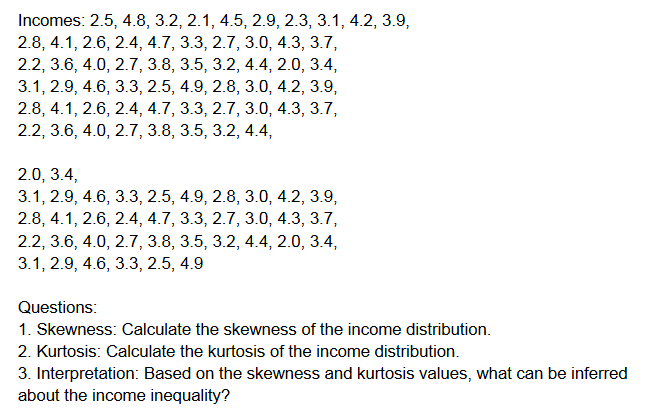 Incomes: 2.5, 4.8, 3.2, 2.1, 4.5, 2.9, 2.3, 3.1, 4.2, 3.9,
2.8, 4.1, 2.6, 2.4, 4.7, 3.3, 2.7, 3.0, 4.3, 3.7,
2.2, 3.6, 4.0, 2.7, 3.8, 3.5, 3.2, 4.4, 2.0, 3.4,
3.1, 2.9, 4.6, 3.3, 2.5, 4.9, 2.8, 3.0, 4.2, 3.9,
2.8, 4.1, 2.6, 2.4, 4.7, 3.3, 2.7, 3.0, 4.3, 3.7,
2.2, 3.6, 4.0, 2.7, 3.8, 3.5, 3.2, 4.4,
2.0, 3.4,
3.1, 2.9, 4.6, 3.3, 2.5, 4.9, 2.8, 3.0, 4.2, 3.9,
2.8, 4.1, 2.6, 2.4, 4.7, 3.3, 2.7, 3.0, 4.3, 3.7,
2.2, 3.6, 4.0, 2.7, 3.8, 3.5, 3.2, 4.4, 2.0, 3.4,
3.1, 2.9, 4.6, 3.3, 2.5, 4.9
Questions:
1. Skewness: Calculate the skewness of the income distribution.
2. Kurtosis: Calculate the kurtosis of the income distribution.
3. Interpretation: Based on the skewness and kurtosis values, what can be inferred
about the income inequality?